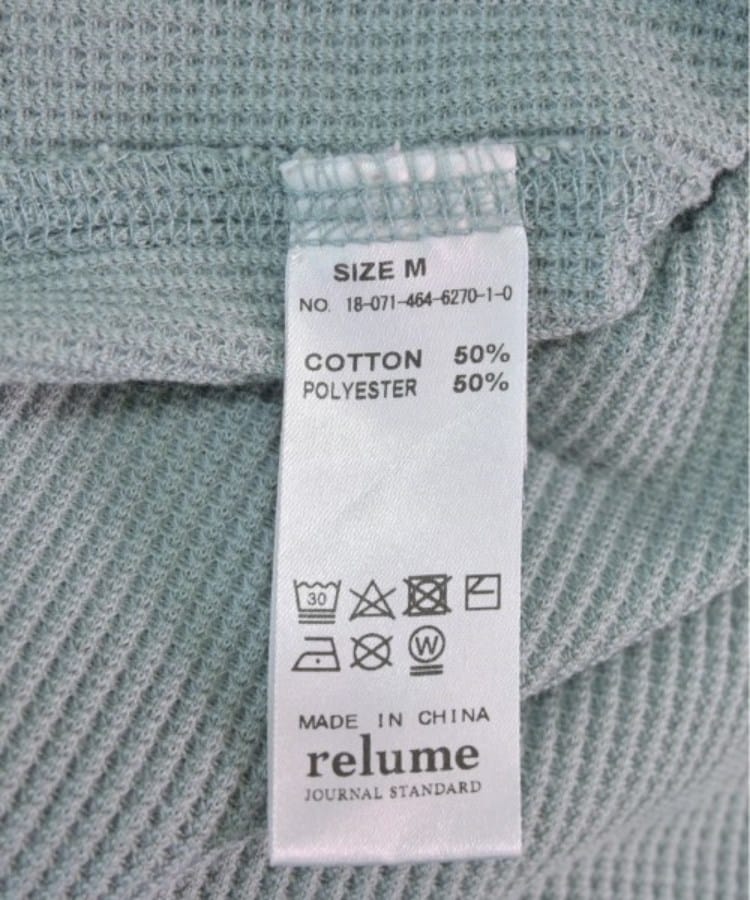 SIZE M
NO. 18-071-464-6270-1-0
COTTON 50%
POLYESTER 50%
30
W
MADE IN CHINA
relume
JOURNAL STANDARD